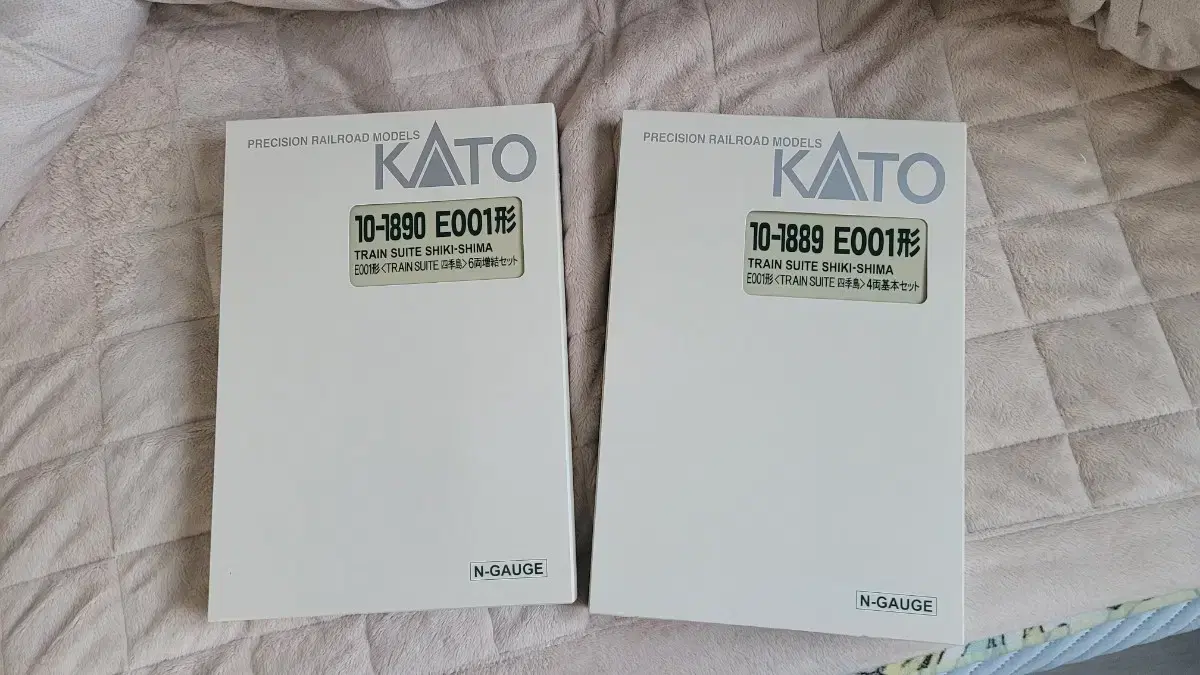 PRECISION RAILROAD MODELS
KATO
10-1890 E001形
TRAIN SUITE SHIKI-SHIMA
E001形〈TRAIN SUITE 四季島〉6両増結セット
N-GAUGE
PRECISION RAILROAD MODELS
KATO
10-1889 E001形
TRAIN SUITE SHIKI-SHIMA
E001形〈TRAIN SUITE 四季島〉4両基本セット
N-GAUGE